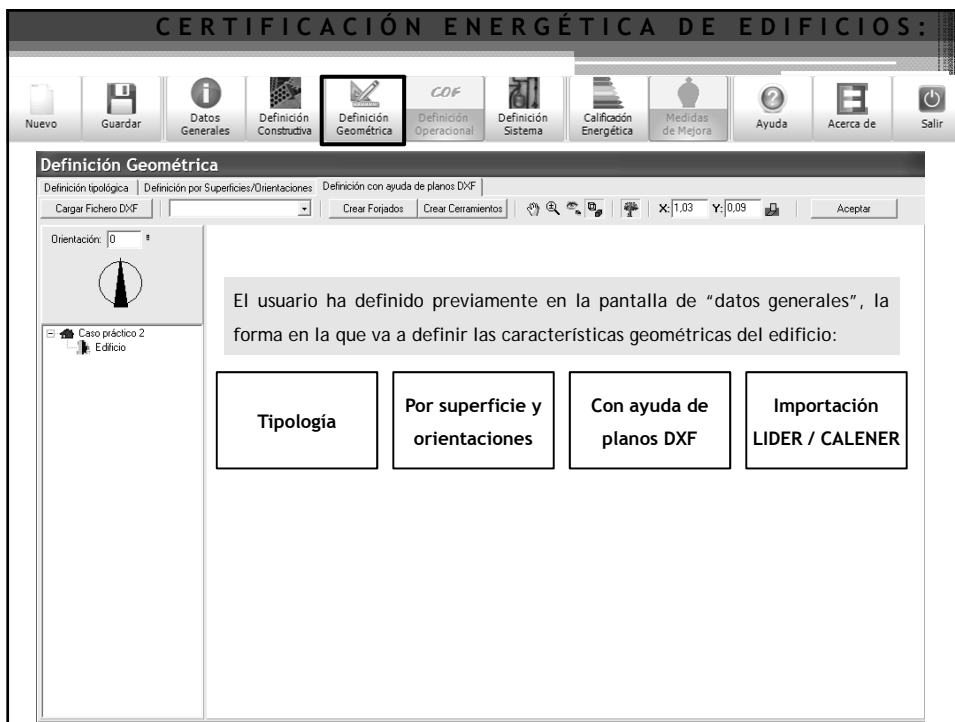 CERTIFICACIÓN ENERGÉTICA DE EDIFICIOS:
COF
Nuevo
Guardar
Datos Generales
Definición Constructiva
Definición Geométrica
Definición Operacional
Definición Sistema
Calificación Energética
Medidas de Mejora
Ayuda
Acerca de
Salir
Definición Geométrica
Definición tipológica
Definición por Superficies/Orientaciones
Definición con ayuda de planos DXF
Cargar Fichero DXF
Crear Forjados
Crear Cerramientos
X: 1,03
Y: 0,09
Aceptar
Orientación: 0 º
Caso práctico 2
Edificio
El usuario ha definido previamente en la pantalla de “datos generales”, la
forma en la que va a definir las características geométricas del edificio:
Tipología
Por superficie y
orientaciones
Con ayuda de
planos DXF
Importación
LIDER / CALENER